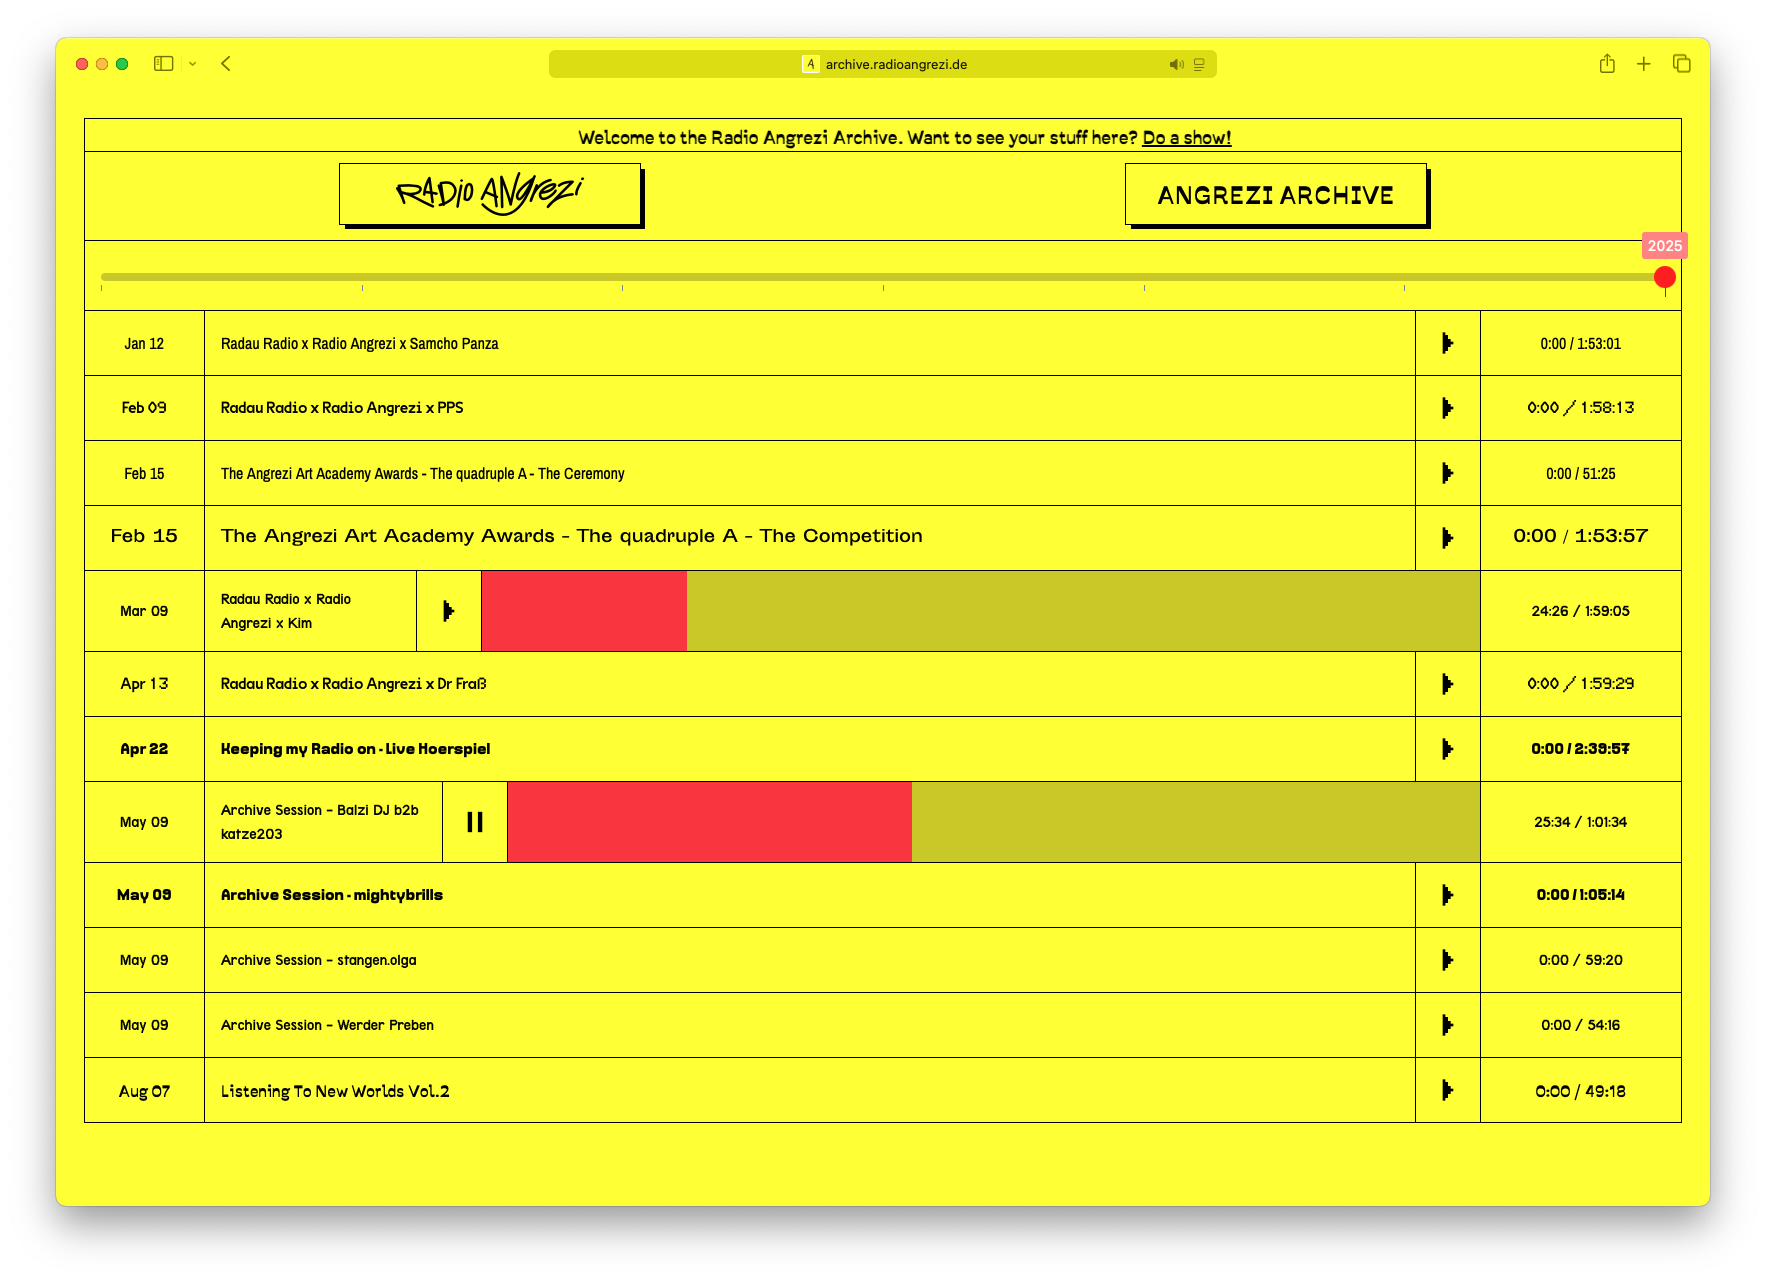 archive.radioangrezi.de
Welcome to the Radio Angrezi Archive. Want to see your stuff here? Do a show!
RADio ANgrezi
ANGREZI ARCHIVE
2025
Jan 12 Radau Radio x Radio Angrezi x Samcho Panza 0:00 / 1:53:01
Feb 09 Radau Radio x Radio Angrezi x PPS 0:00 / 1:58:13
Feb 15 The Angrezi Art Academy Awards - The quadruple A - The Ceremony 0:00 / 51:25
Feb 15 The Angrezi Art Academy Awards - The quadruple A - The Competition 0:00 / 1:53:57
Mar 09 Radau Radio x Radio
Angrezi x Kim 24:26 / 1:59:05
Apr 13 Radau Radio x Radio Angrezi x Dr Fraß 0:00 / 1:59:29
Apr 22 Keeping my Radio on - Live Hoerspiel 0:00 / 2:39:57
May 09 Archive Session - Balzi DJ b2b
katze203 25:34 / 1:01:34
May 09 Archive Session - mightybrills 0:00 / 1:05:14
May 09 Archive Session - stangen.olga 0:00 / 59:20
May 09 Archive Session - Werder Preben 0:00 / 54:16
Aug 07 Listening To New Worlds Vol.2 0:00 / 49:18